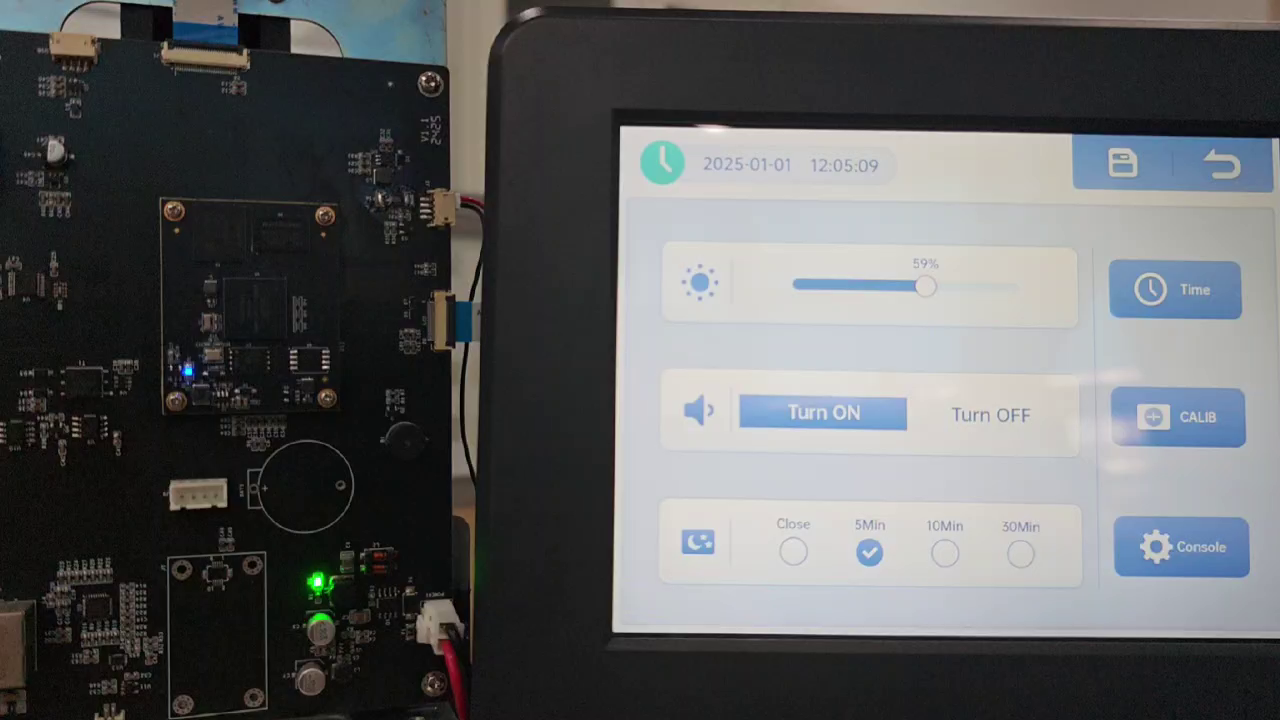 V1.1
2425
2025-01-01 12:05:09
59%
Time
Turn ON
Turn OFF
CALIB
Close
5Min
10Min
30Min
Console